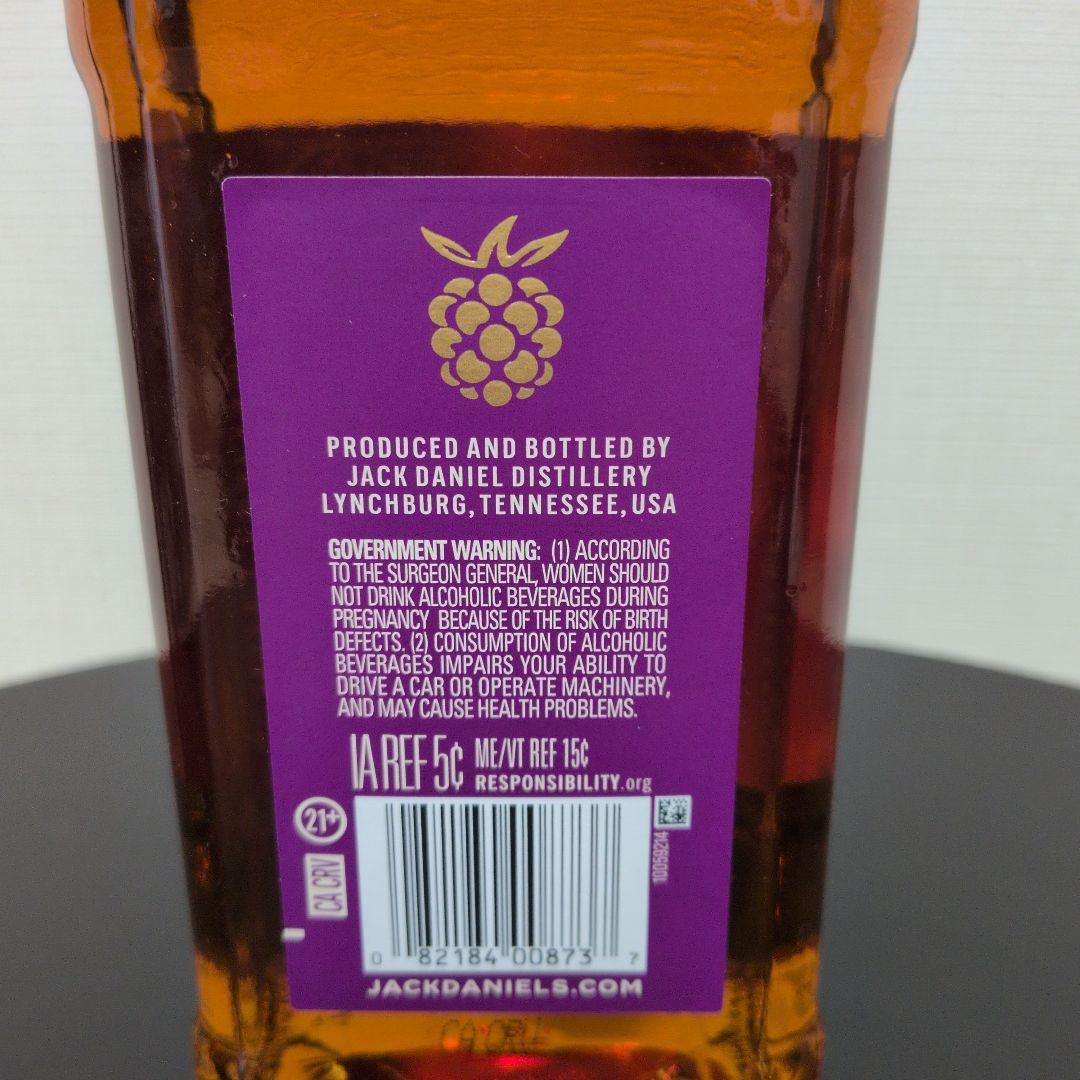 PRODUCED AND BOTTLED BY
JACK DANIEL DISTILLERY
LYNCHBURG, TENNESSEE, USA
GOVERNMENT WARNING: (1) ACCORDING
TO THE SURGEON GENERAL, WOMEN SHOULD
NOT DRINK ALCOHOLIC BEVERAGES DURING
PREGNANCY BECAUSE OF THE RISK OF BIRTH
DEFECTS. (2) CONSUMPTION OF ALCOHOLIC
BEVERAGES IMPAIRS YOUR ABILITY TO
DRIVE A CAR OR OPERATE MACHINERY,
AND MAY CAUSE HEALTH PROBLEMS.
IA REF 5¢ ME/VT REF 15¢
RESPONSIBILITY.org
21+
CA CRV
10059214
0 82184 00873 7
JACKDANIELS.COM